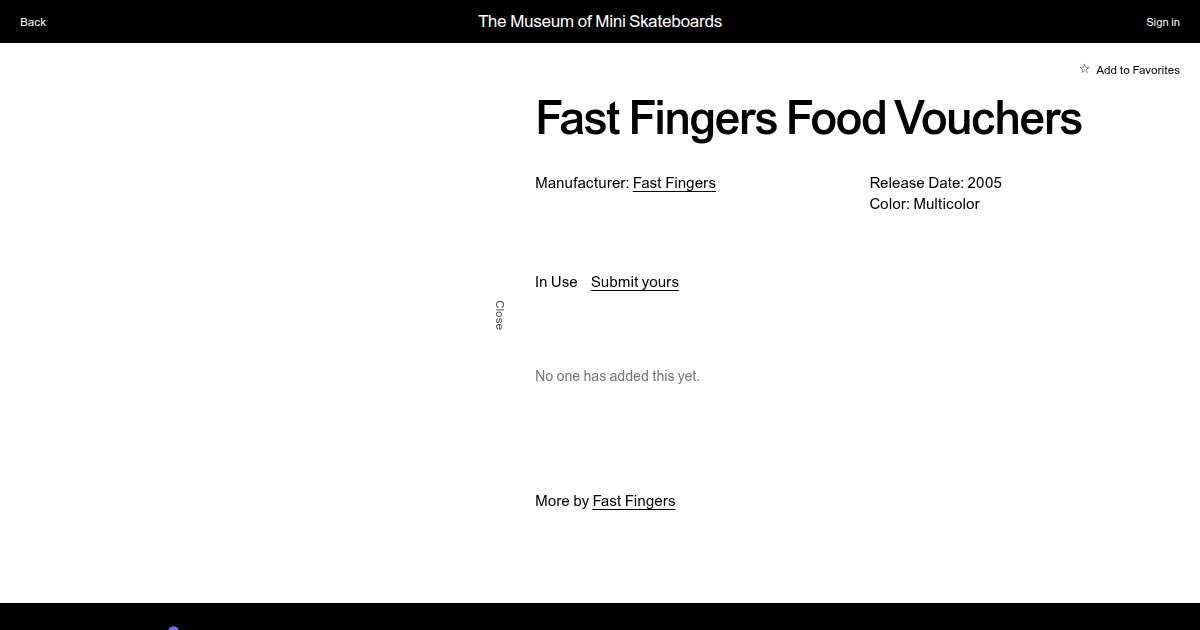 Back
The Museum of Mini Skateboards
Sign in
☆ Add to Favorites
Fast Fingers Food Vouchers
Manufacturer: Fast Fingers
Release Date: 2005
Color: Multicolor
In Use Submit yours
Close
No one has added this yet.
More by Fast Fingers